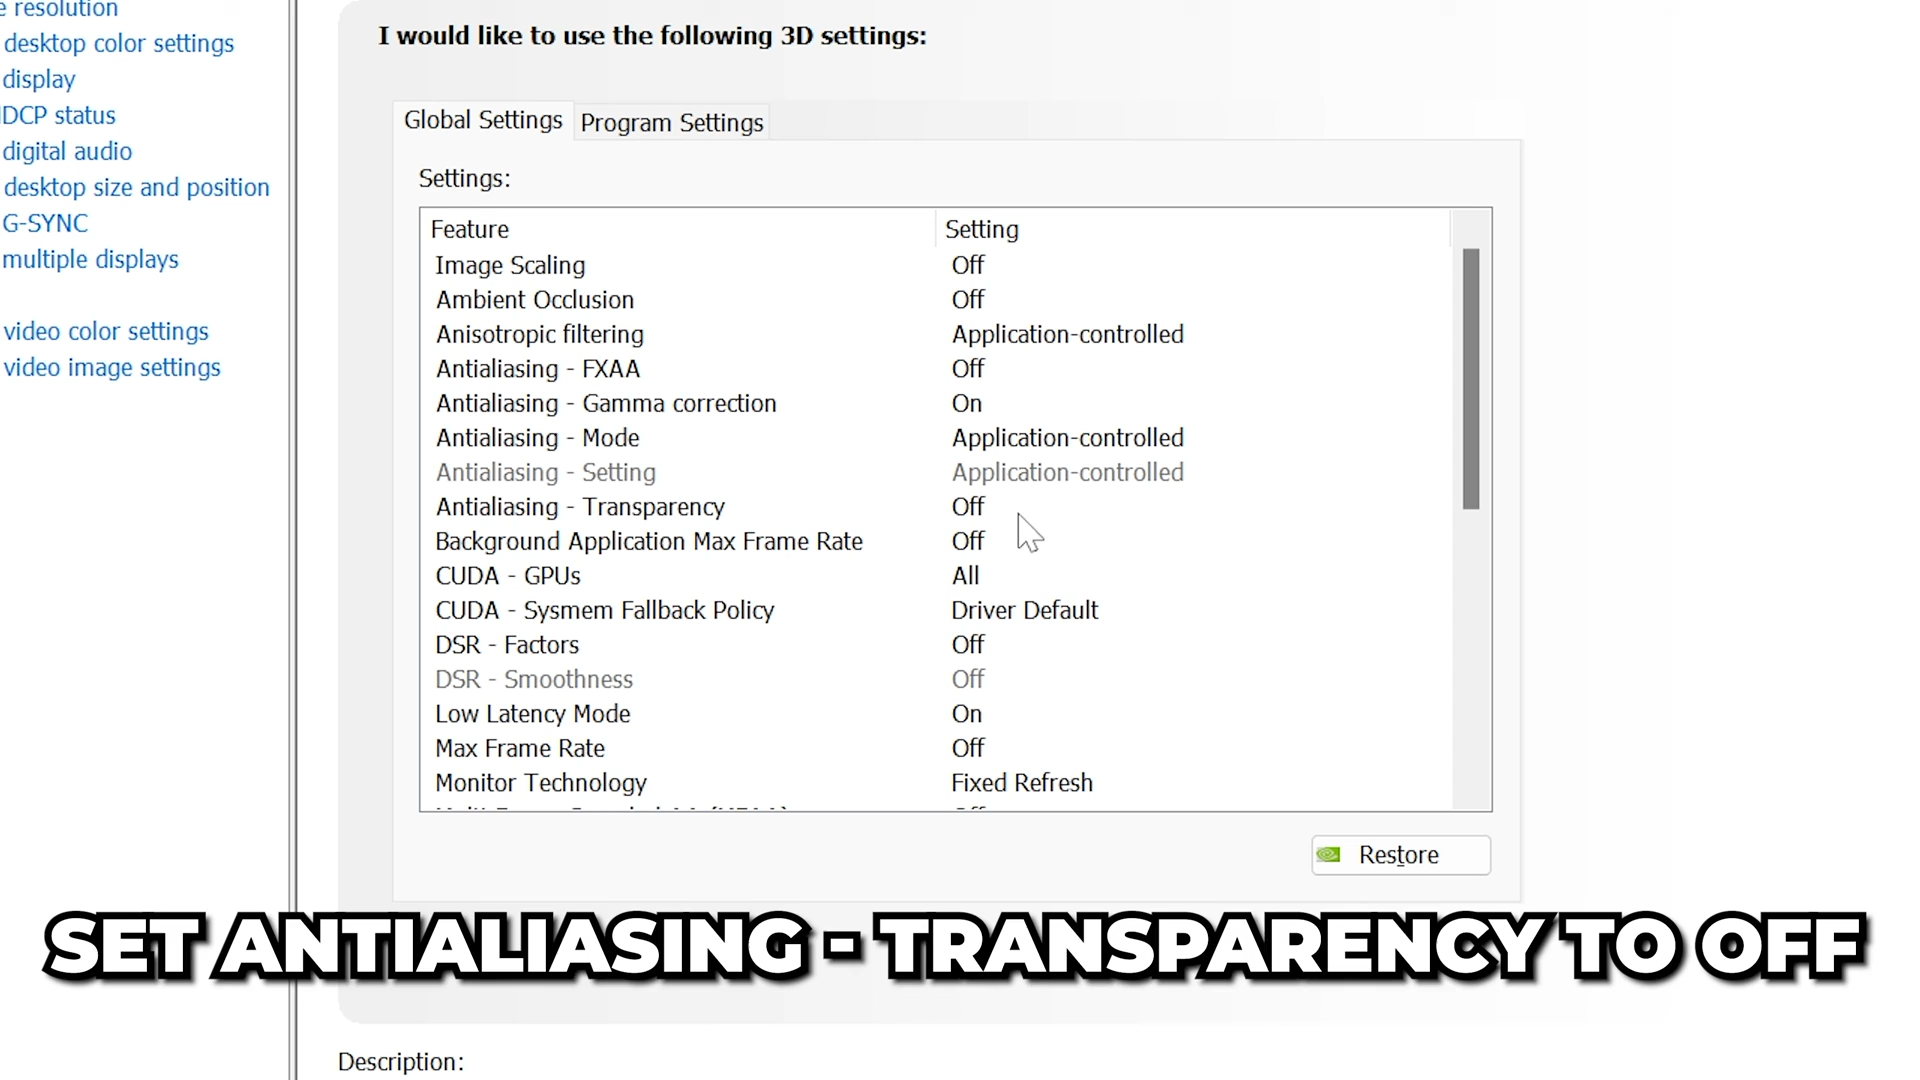 e resolution
desktop color settings
display
DCP status
digital audio
desktop size and position
G-SYNC
multiple displays
video color settings
video image settings
I would like to use the following 3D settings:
Global Settings
Program Settings
Settings:
Feature Setting
Image Scaling Off
Ambient Occlusion Off
Anisotropic filtering Application-controlled
Antialiasing - FXAA Off
Antialiasing - Gamma correction On
Antialiasing - Mode Application-controlled
Antialiasing - Setting Application-controlled
Antialiasing - Transparency Off
Background Application Max Frame Rate Off
CUDA - GPUs All
CUDA - Sysmem Fallback Policy Driver Default
DSR - Factors Off
DSR - Smoothness Off
Low Latency Mode On
Max Frame Rate Off
Monitor Technology Fixed Refresh
Restore
SET ANTIALIASING - TRANSPARENCY TO OFF
Description: